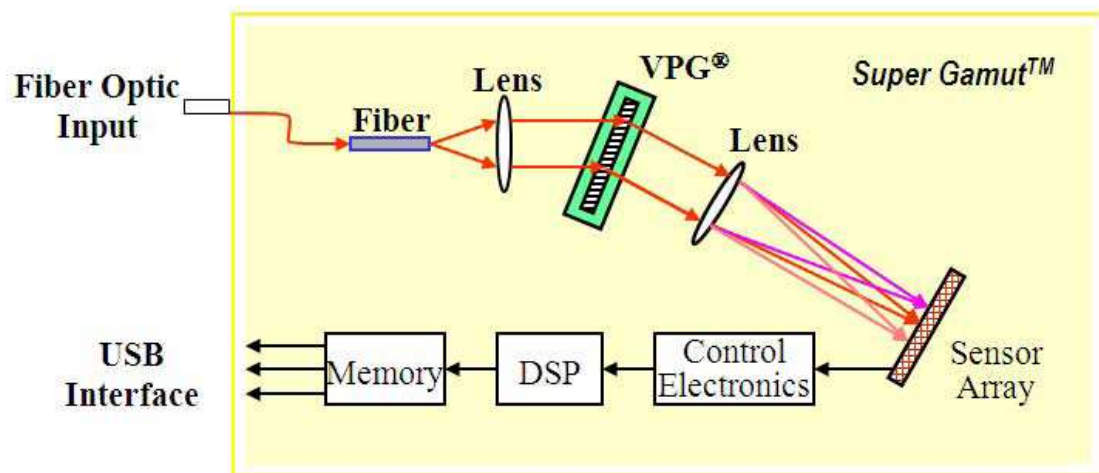 Fiber Optic
Input
Fiber
Lens
VPG®
Lens
Super Gamut™
USB
Interface
Memory
DSP
Control
Electronics
Sensor
Array